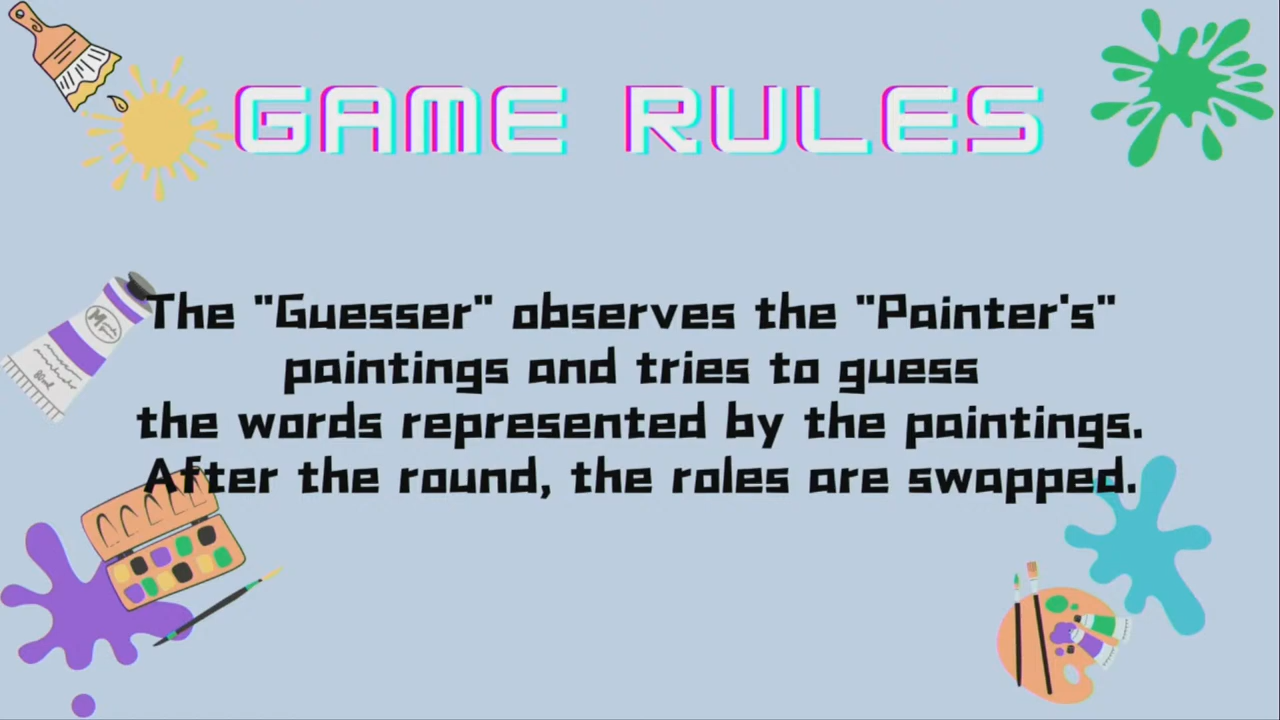 GAME RULES
The "Guesser" observes the "Painter's"
paintings and tries to guess
the words represented by the paintings.
After the round, the roles are swapped.